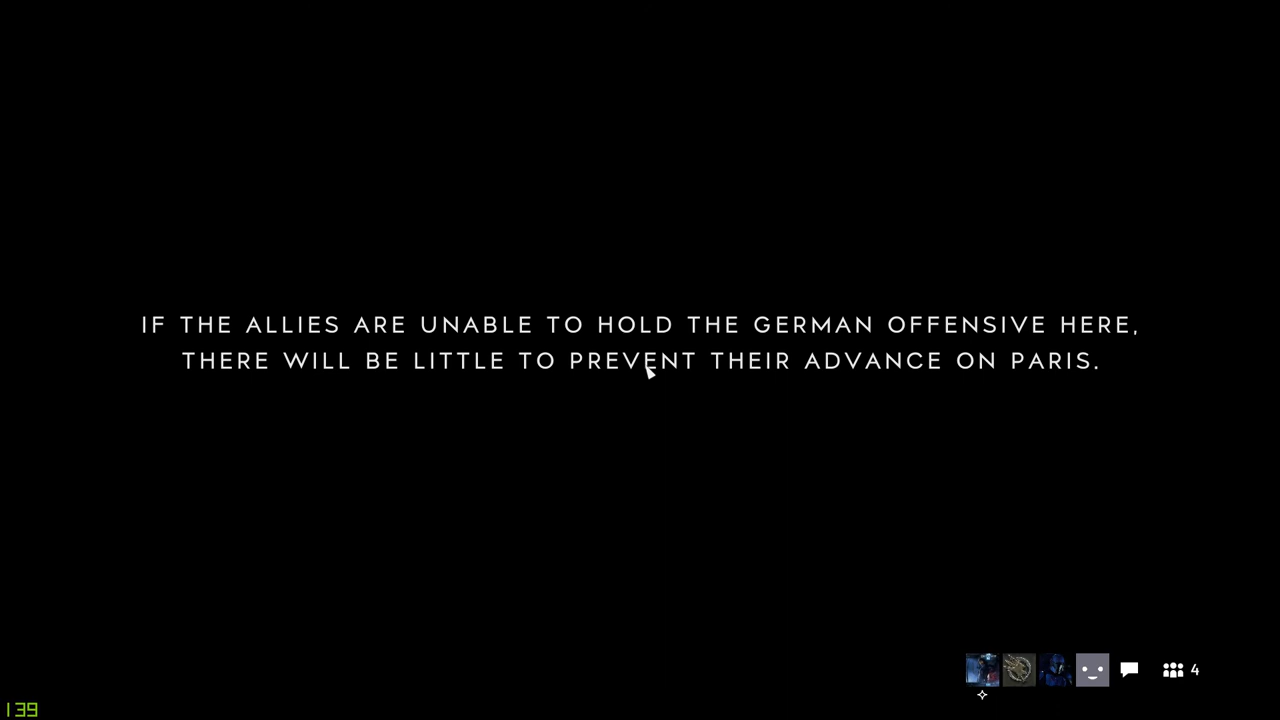 IF THE ALLIES ARE UNABLE TO HOLD THE GERMAN OFFENSIVE HERE,
THERE WILL BE LITTLE TO PREVENT THEIR ADVANCE ON PARIS.
4
139